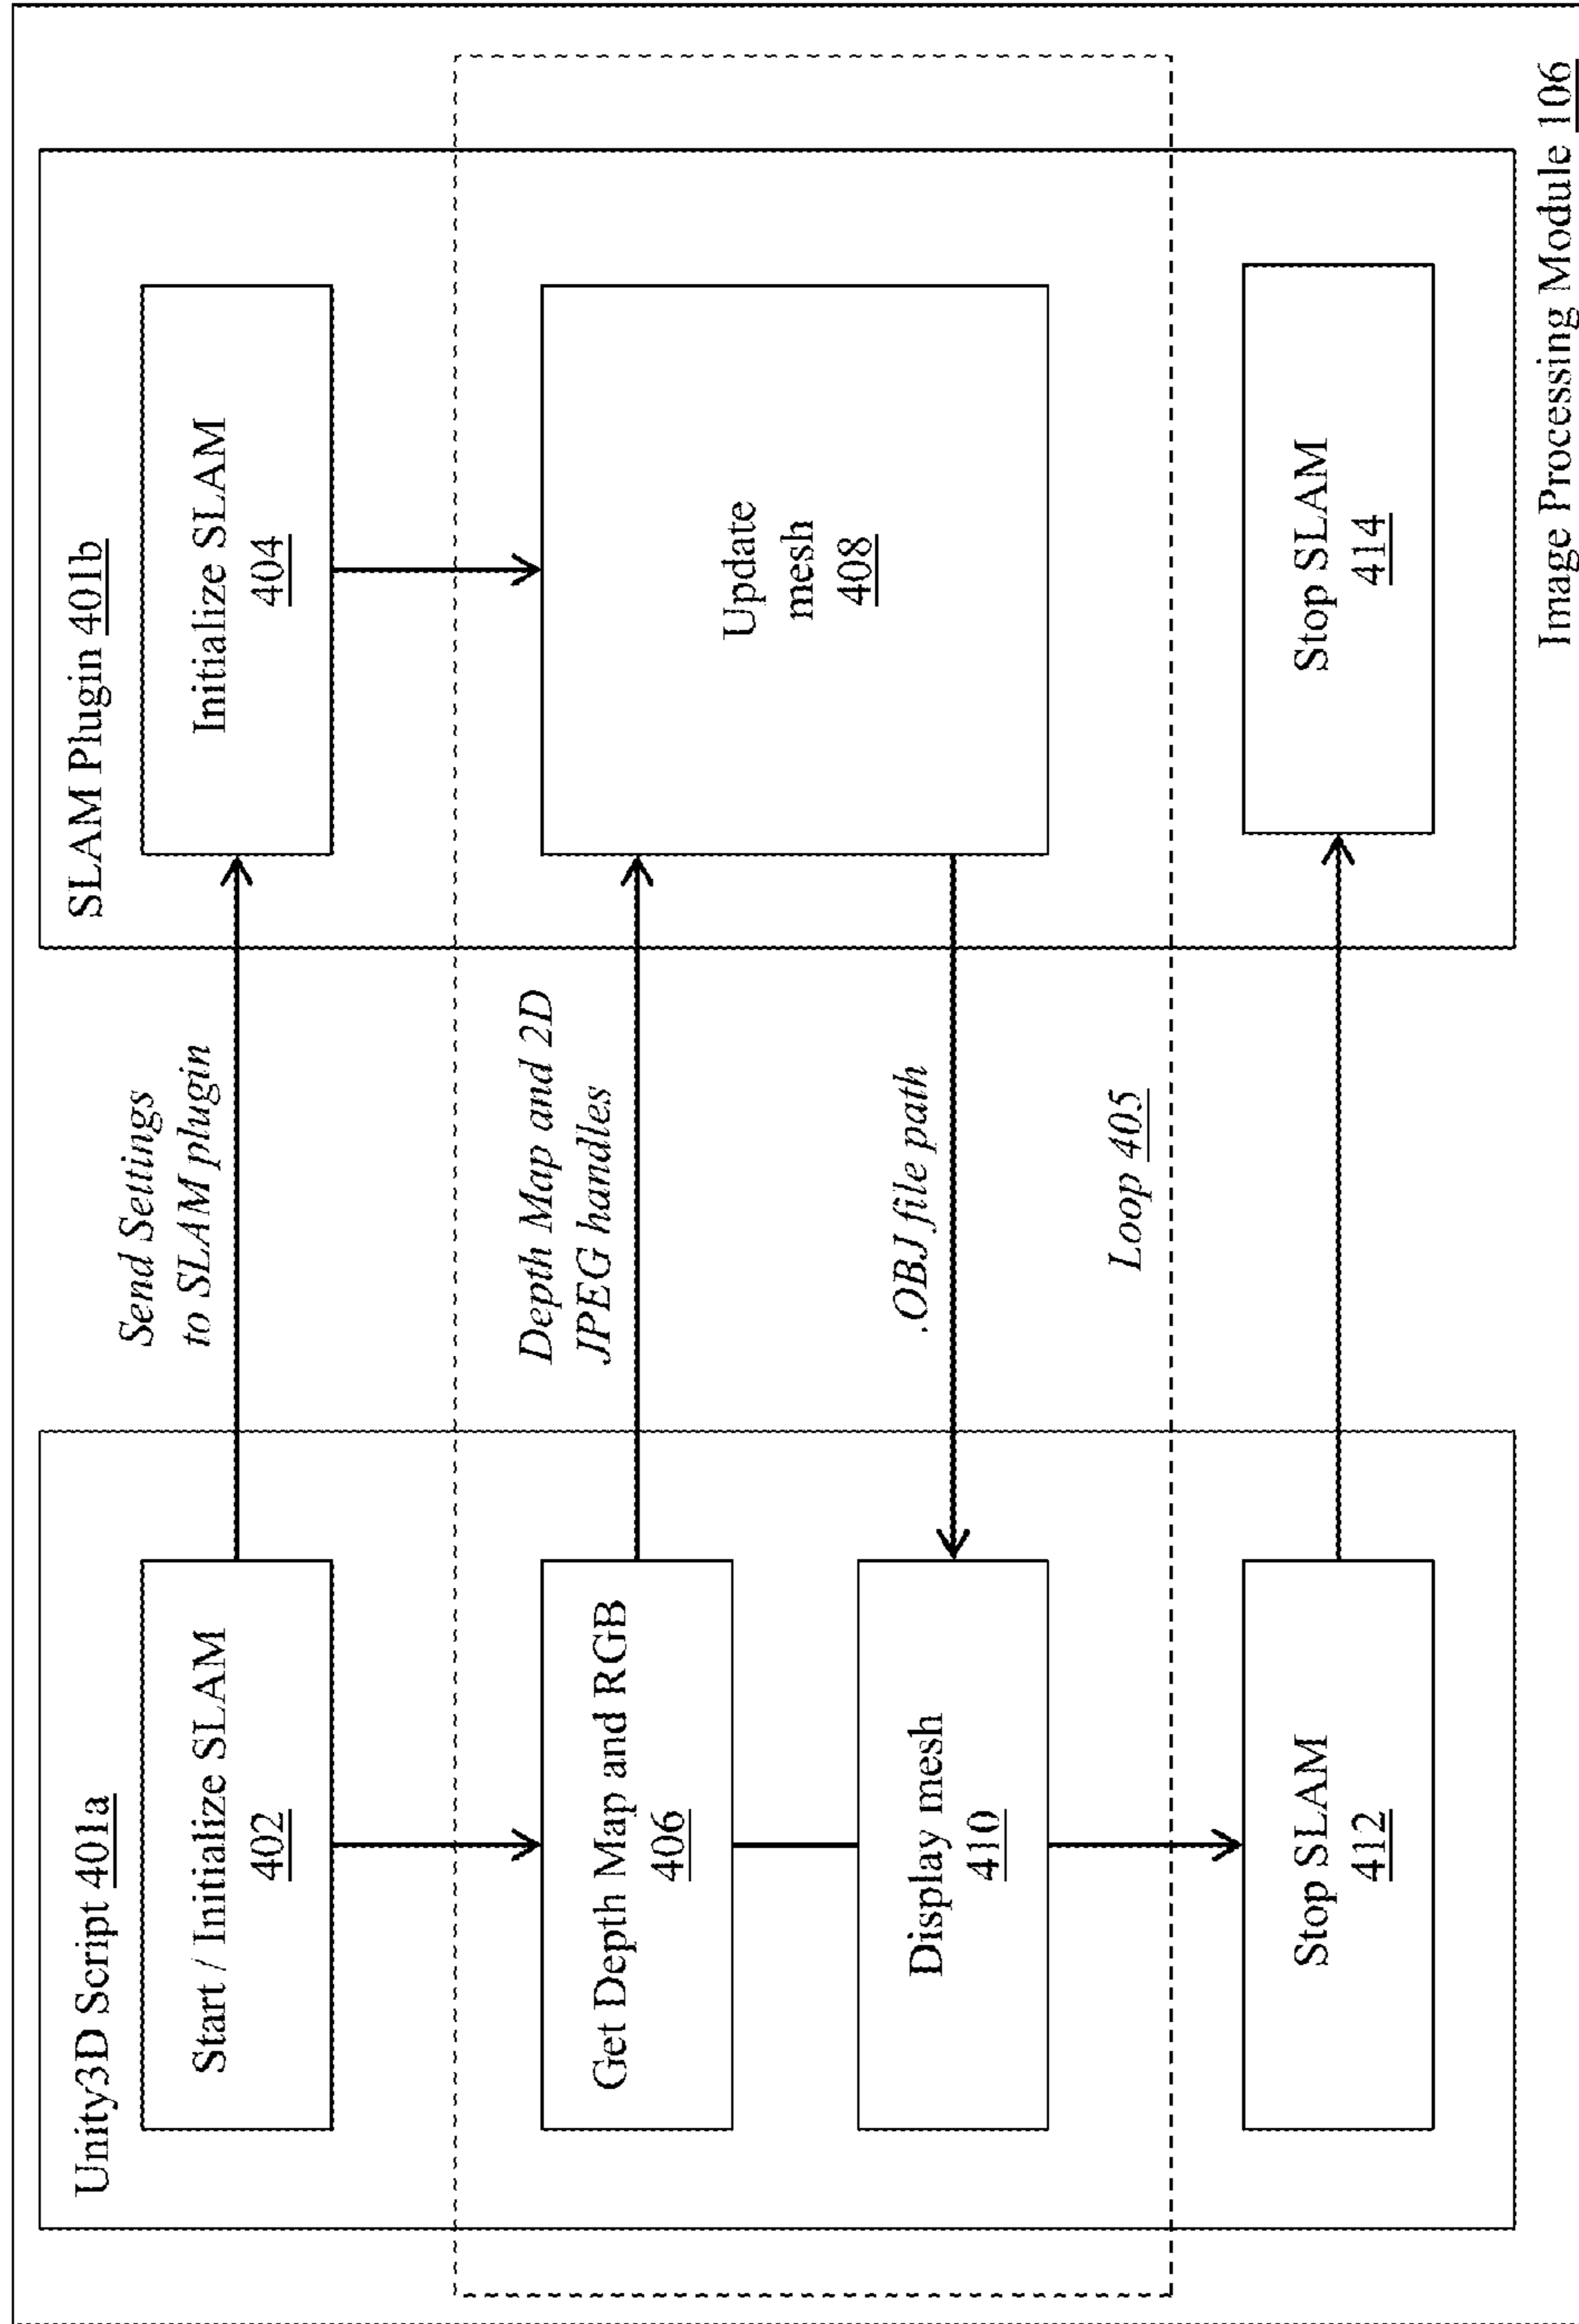 Unity3D Script 401a
Start / Initialize SLAM
402
Send Settings
to SLAM plugin
SLAM Plugin 401b
Initialize SLAM
404
Get Depth Map and RGB
406
Depth Map and 2D
JPEG handles
Update
mesh
408
Display mesh
410
.OBJ file path
Loop 405
Stop SLAM
412
Stop SLAM
414
Image Processing Module 106